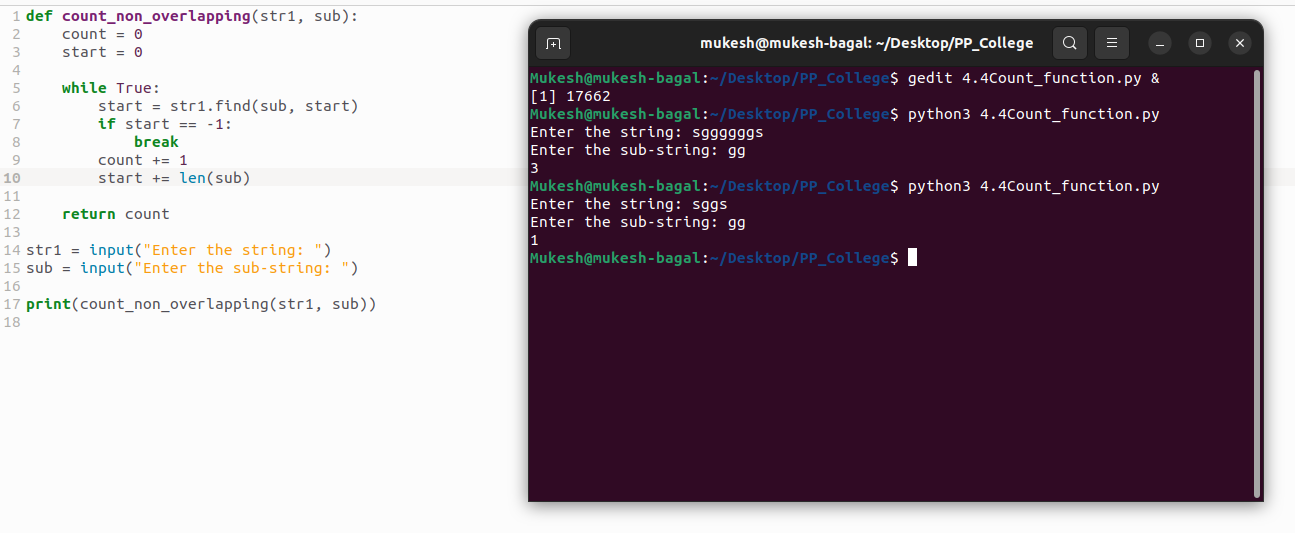 1 def count_non_overlapping(str1, sub):
2     count = 0
3     start = 0
4
5     while True:
6         start = str1.find(sub, start)
7         if start == -1:
8             break
9         count += 1
10         start += len(sub)
11
12     return count
13
14 str1 = input("Enter the string: ")
15 sub = input("Enter the sub-string: ")
16
17 print(count_non_overlapping(str1, sub))
18
mukesh@mukesh-bagal: ~/Desktop/PP_College
Mukesh@mukesh-bagal:~/Desktop/PP_College$ gedit 4.4Count_function.py &
[1] 17662
Mukesh@mukesh-bagal:~/Desktop/PP_College$ python3 4.4Count_function.py
Enter the string: sggggggs
Enter the sub-string: gg
3
Mukesh@mukesh-bagal:~/Desktop/PP_College$ python3 4.4Count_function.py
Enter the string: sggs
Enter the sub-string: gg
1
Mukesh@mukesh-bagal:~/Desktop/PP_College$